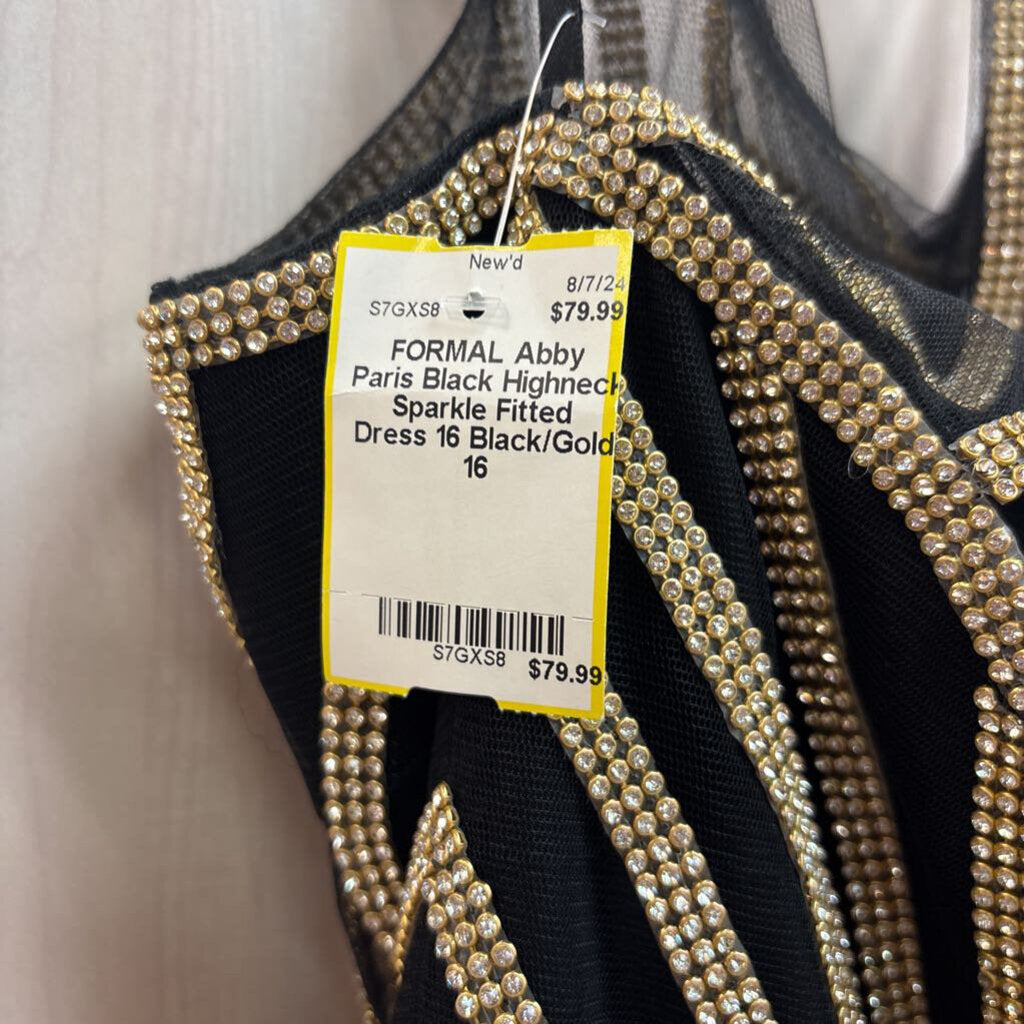 New'd
8/7/24
S7GXS8 $79.99
FORMAL Abby
Paris Black Highneck
Sparkle Fitted
Dress 16 Black/Gold
16
S7GXS8 $79.99